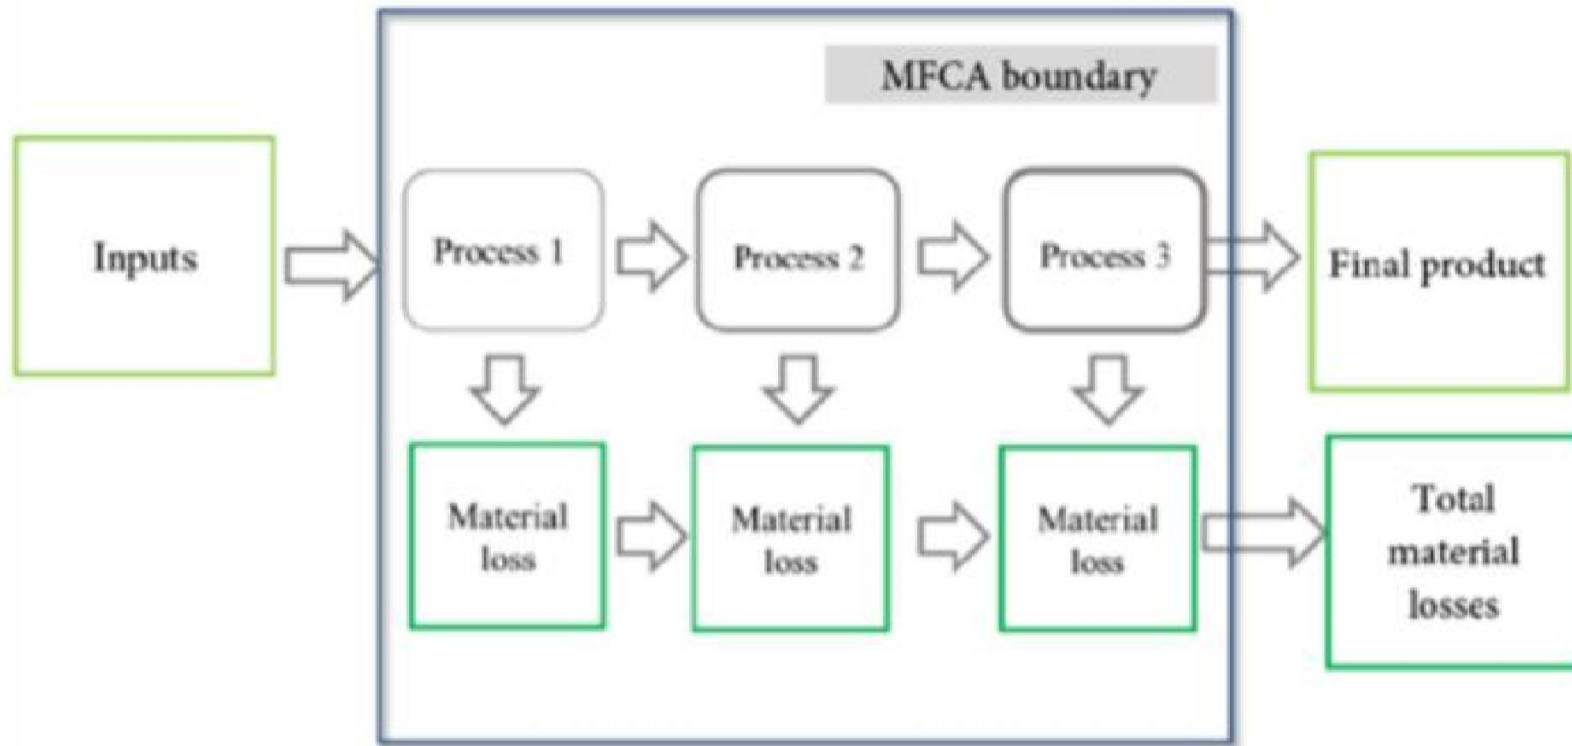 MFCA boundary
Inputs
Process 1
Process 2
Process 3
Final product
Material
loss
Material
loss
Material
loss
Total
material
losses